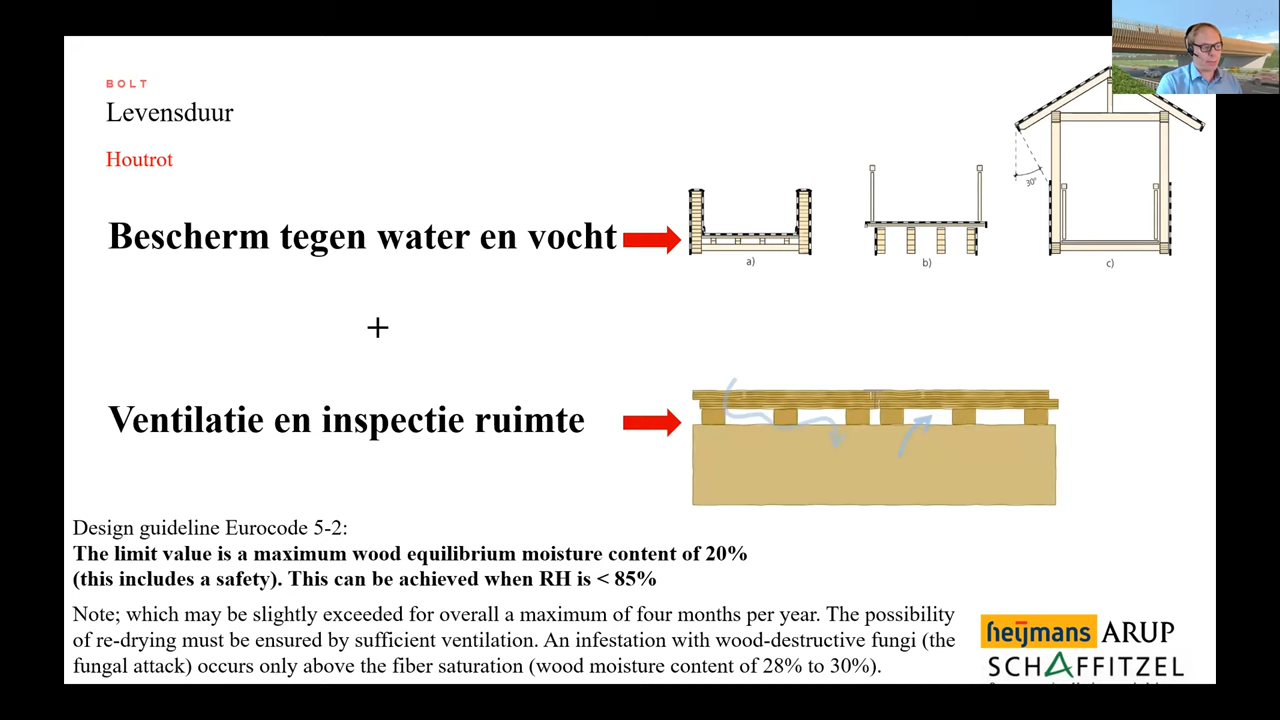 BOLT
Levensduur
Houtrot
Bescherm tegen water en vocht
30°
a)
b)
c)
+
Ventilatie en inspectie ruimte
Design guideline Eurocode 5-2:
The limit value is a maximum wood equilibrium moisture content of 20%
(this includes a safety). This can be achieved when RH is < 85%
Note; which may be slightly exceeded for overall a maximum of four months per year. The possibility
of re-drying must be ensured by sufficient ventilation. An infestation with wood-destructive fungi (the
fungal attack) occurs only above the fiber saturation (wood moisture content of 28% to 30%).
heijmans ARUP
SCHAFFITZEL